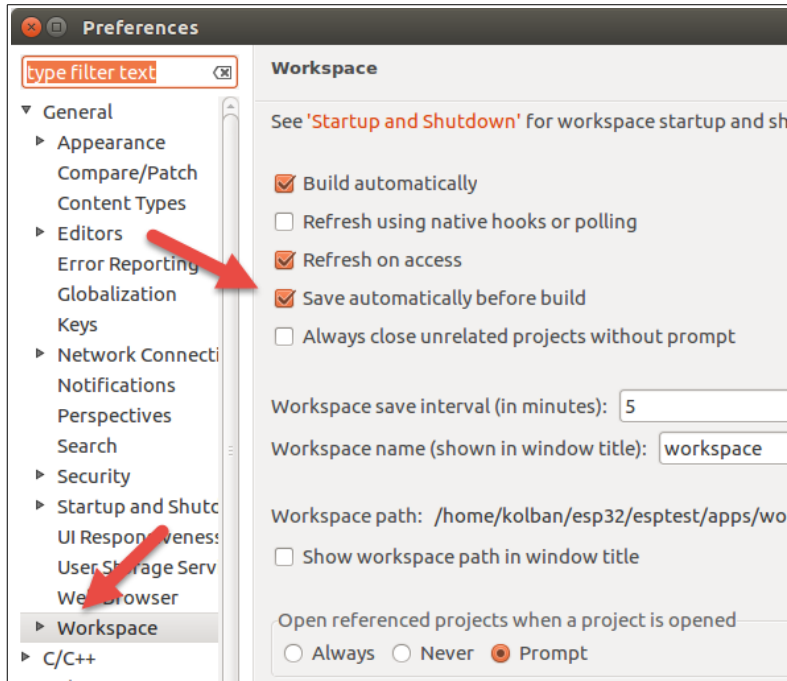 Preferences
type filter text
General
Appearance
Compare/Patch
Content Types
Editors
Error Reporting
Globalization
Keys
Network Connecti
Notifications
Perspectives
Search
Security
Startup and Shutd
UI Responsiveness
User Storage Serv
Web Browser
Workspace
C/C++
Workspace
See 'Startup and Shutdown' for workspace startup and sh
Build automatically
Refresh using native hooks or polling
Refresh on access
Save automatically before build
Always close unrelated projects without prompt
Workspace save interval (in minutes): 5
Workspace name (shown in window title): workspace
Workspace path: /home/kolban/esp32/esptest/apps/wo
Show workspace path in window title
Open referenced projects when a project is opened
Always Never Prompt